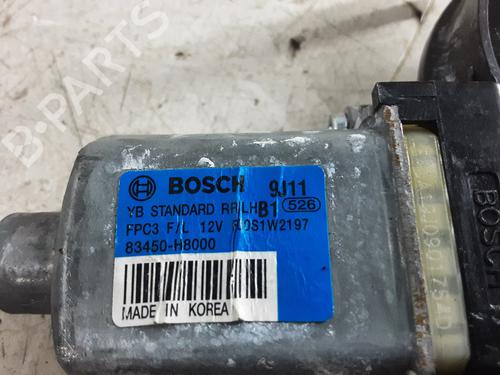 BOSCH 9J11
YB STANDARD RR/LH B1 526
FPC3 F/L 12V
83450-H8000
MADE IN KOREA
BOSCH
B-PARTS